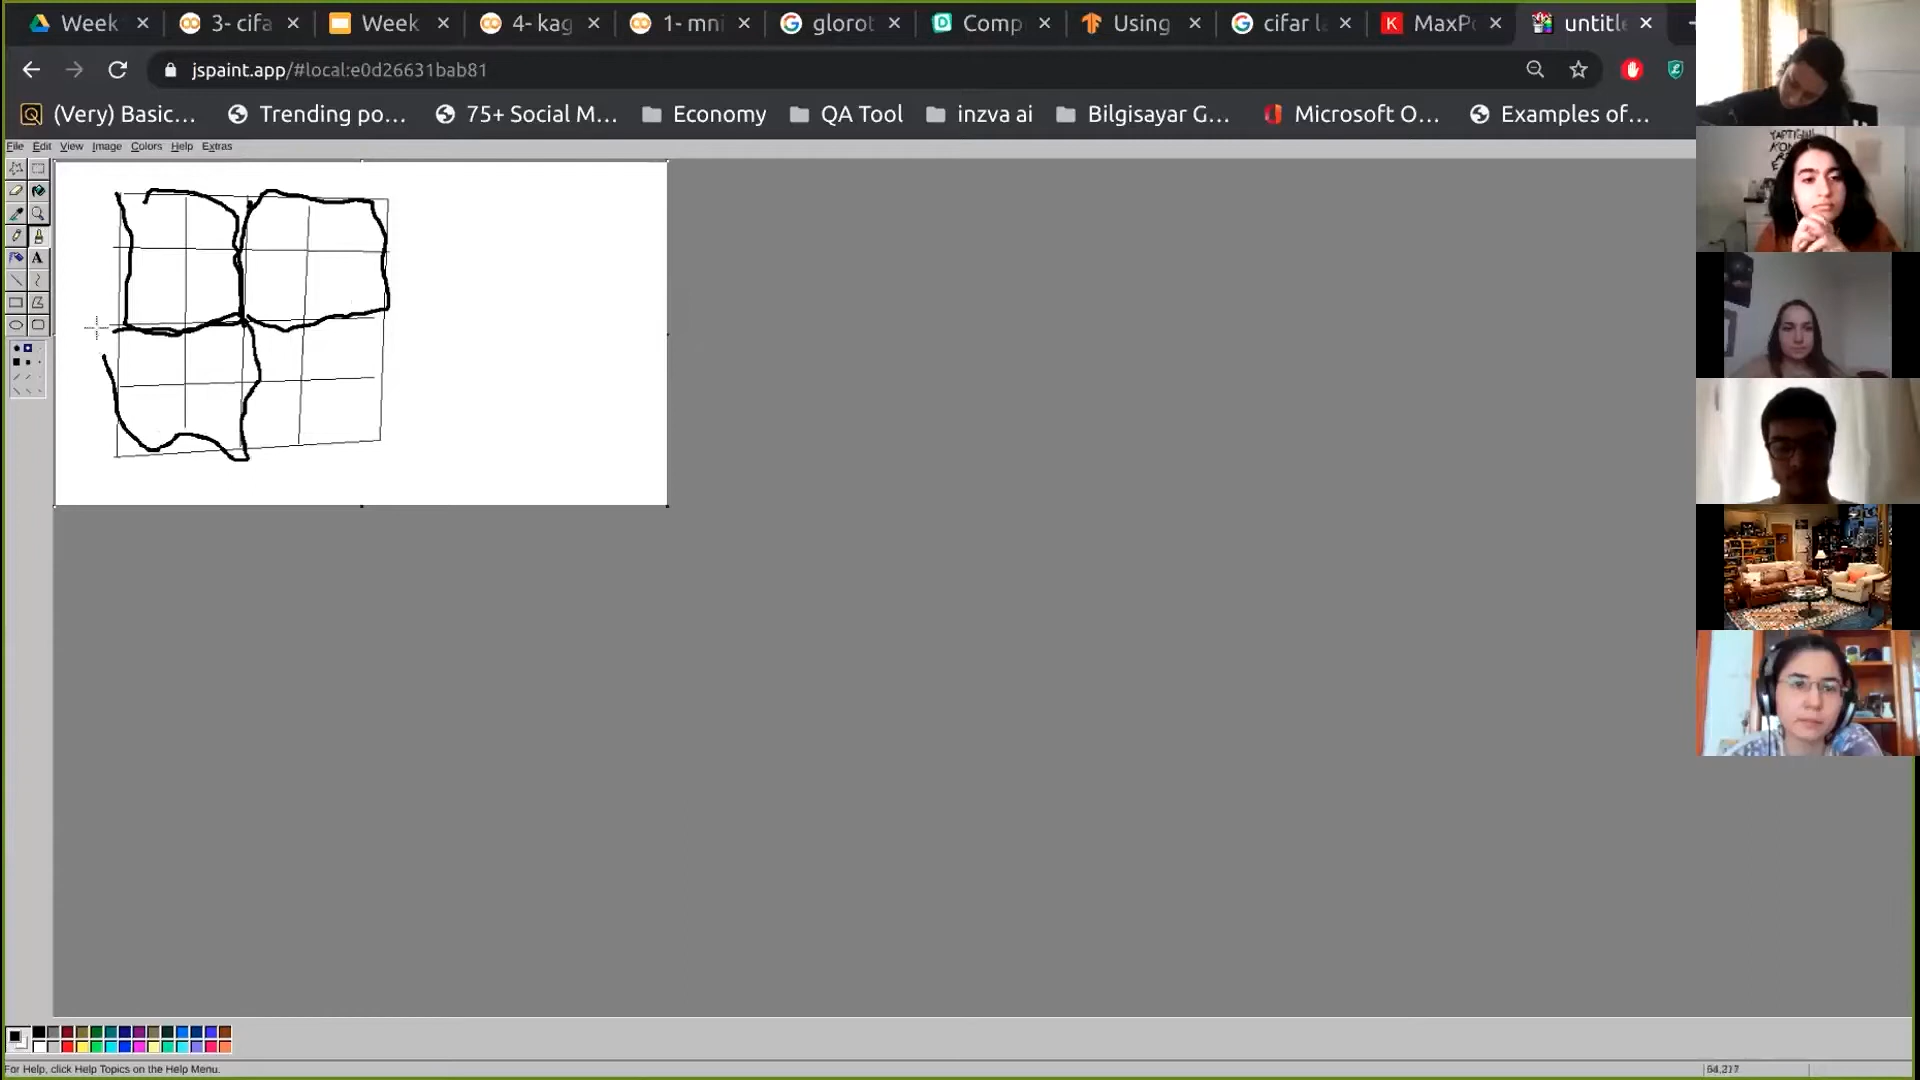 Week 3- cifa Week 4- kag 1- mni glorot Comp Using cifar l MaxPo untitle
jspaint.app/#local:e0d26631bab81
(Very) Basic... Trending po... 75+ Social M... Economy QA Tool inzva ai Bilgisayar G... Microsoft O... Examples of...
File Edit View Image Colors Help Extras
YAPTIĞINI
For Help, click Help Topics on the Help Menu.
64,217